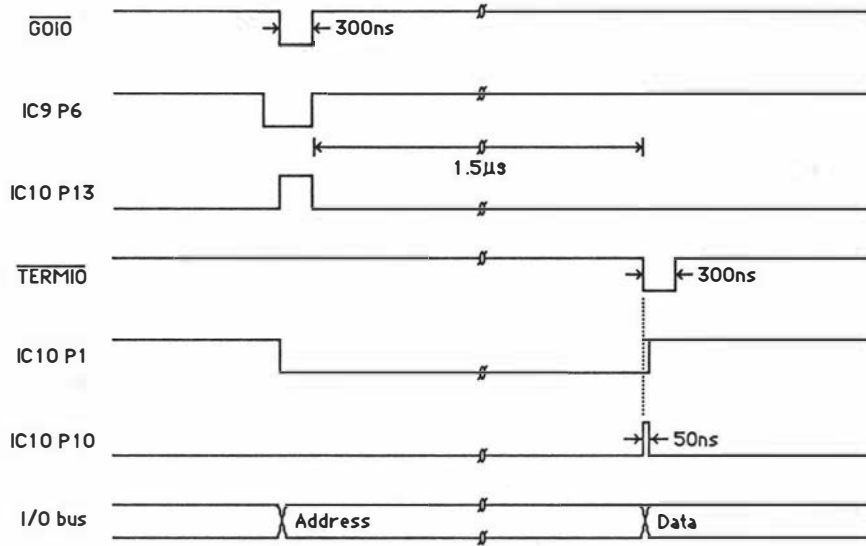 GOIO
300ns
IC9 P6
1.5µs
IC10 P13
TERMIO
300ns
IC10 P1
IC10 P10
50ns
I/O bus
Address
Data